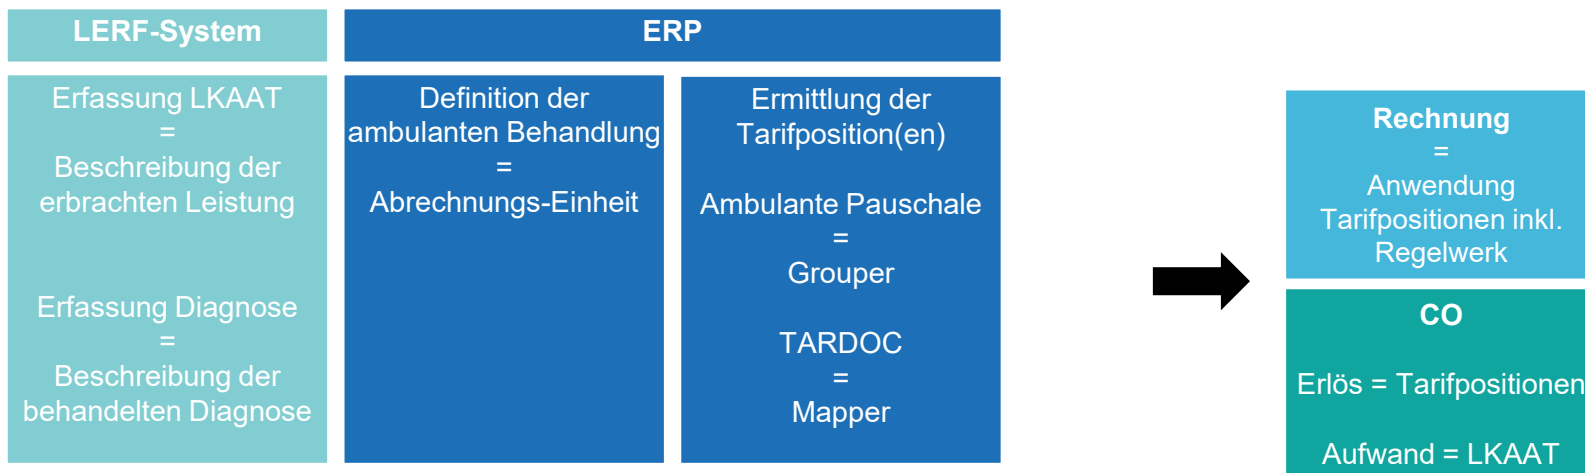 LERF-System
Erfassung LKAAT
=
Beschreibung der
erbrachten Leistung
Erfassung Diagnose
=
Beschreibung der
behandelten Diagnose
ERP
Definition der
ambulanten Behandlung
=
Abrechnungs-Einheit
Ermittlung der
Tarifposition(en)
Ambulante Pauschale
=
Grouper
TARDOC
=
Mapper
Rechnung
=
Anwendung
Tarifpositionen inkl.
Regelwerk
CO
Erlös = Tarifpositionen
Aufwand = LKAAT